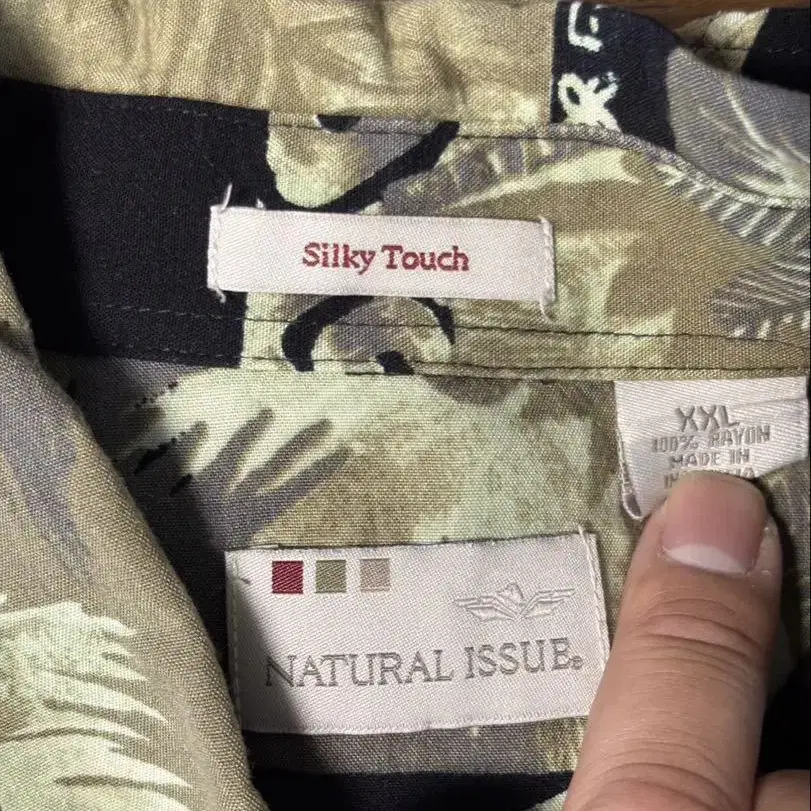 Silky Touch
XXL
100% RAYON
MADE IN
NATURAL ISSUE®